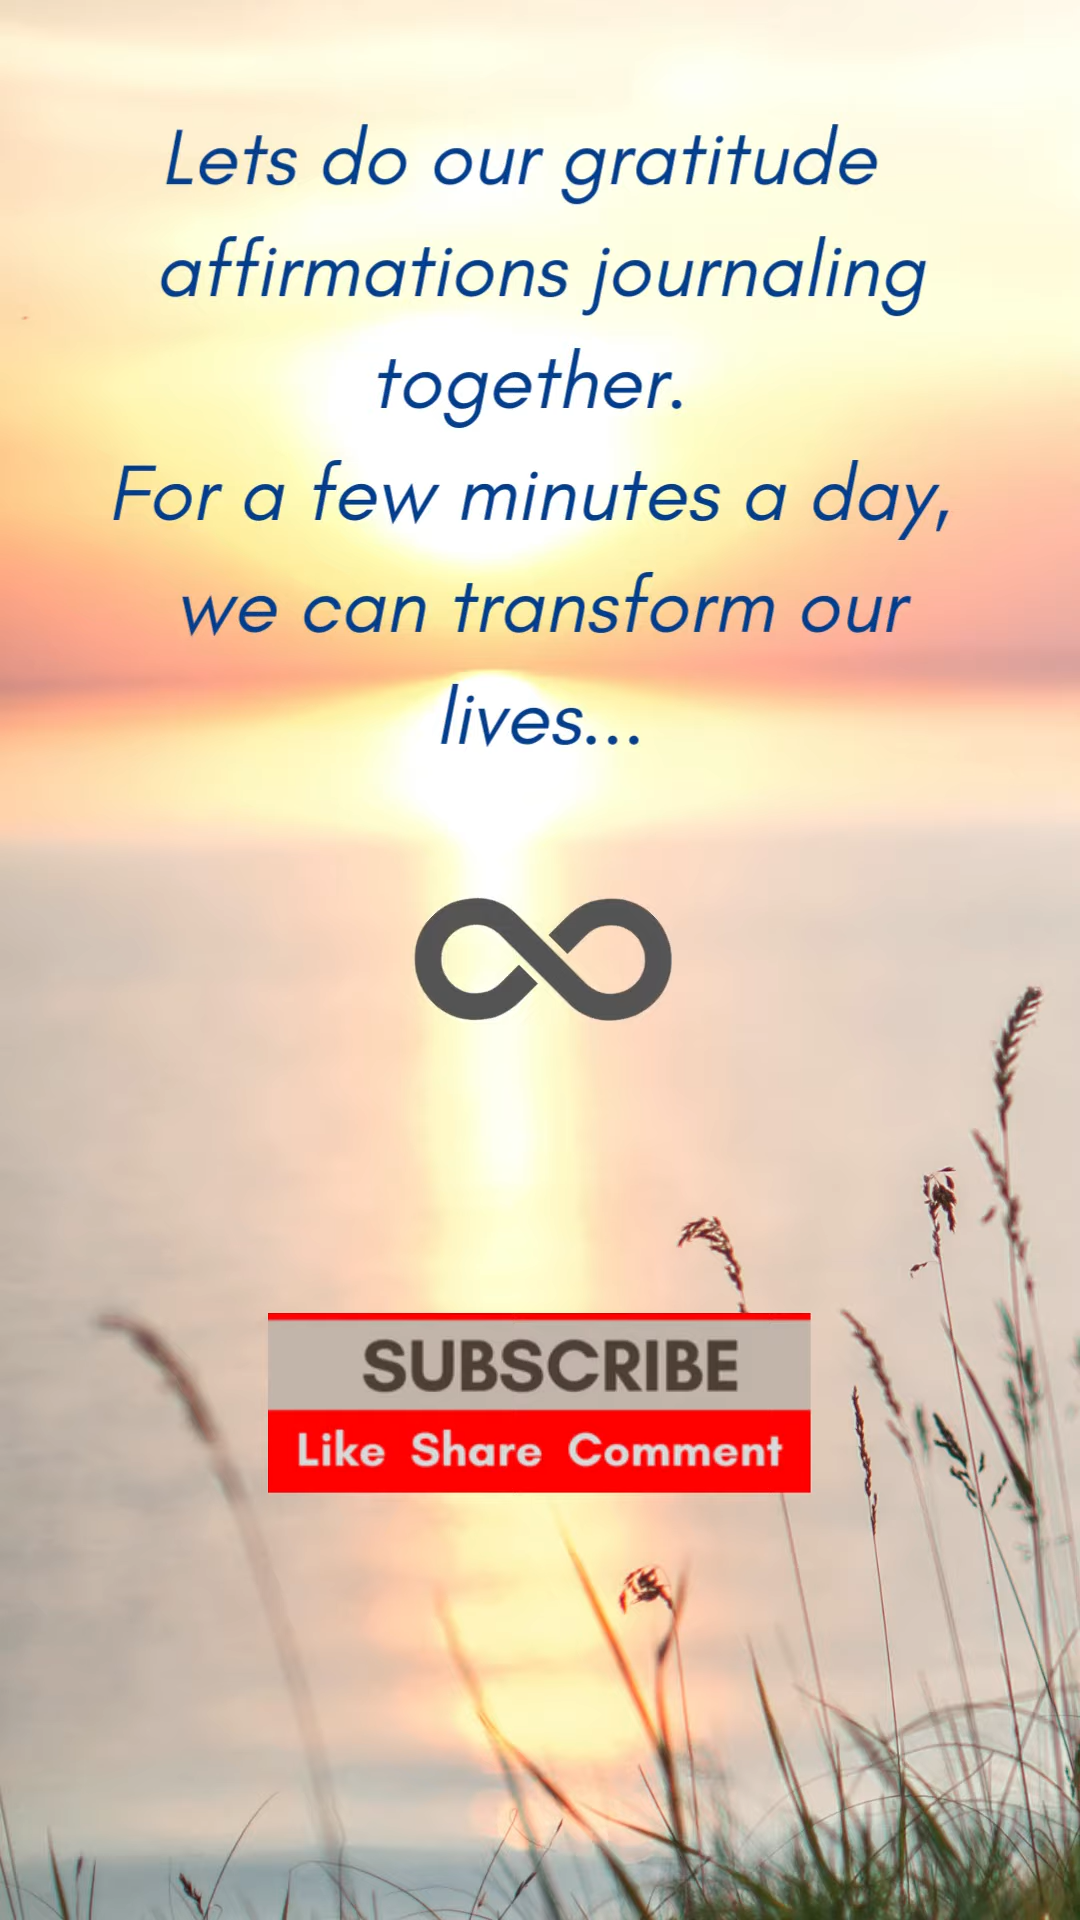 Lets do our gratitude
affirmations journaling
together.
For a few minutes a day,
we can transform our
lives...
SUBSCRIBE
Like Share Comment